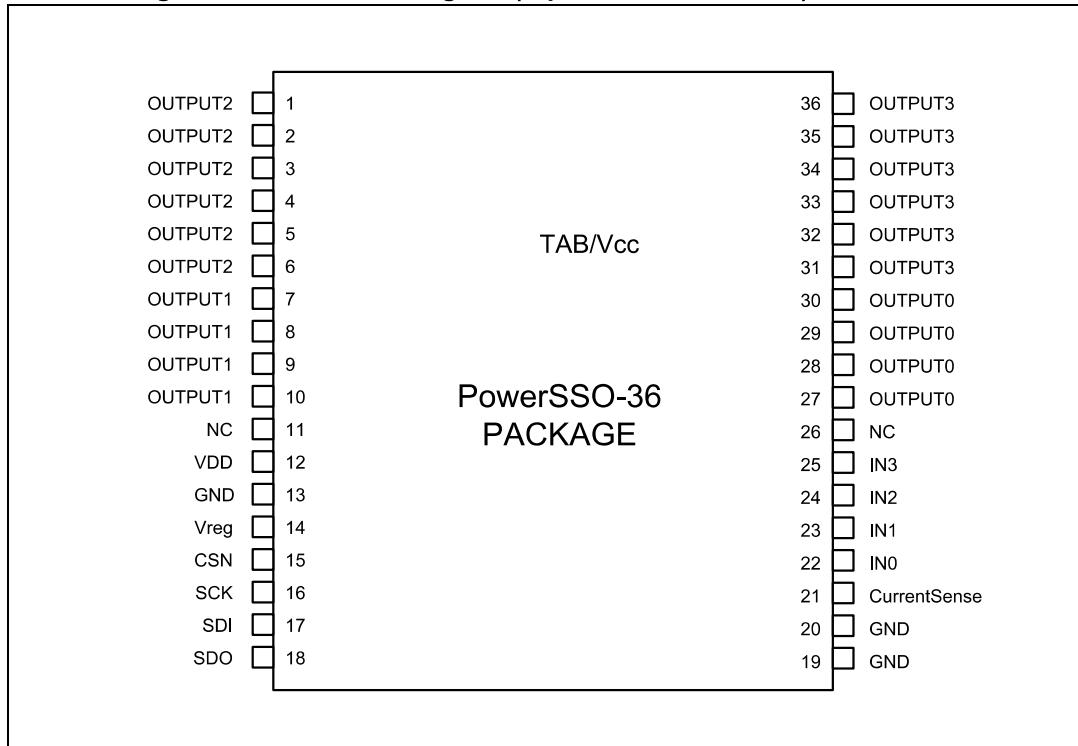 OUTPUT2 1 36 OUTPUT3
OUTPUT2 2 35 OUTPUT3
OUTPUT2 3 34 OUTPUT3
OUTPUT2 4 33 OUTPUT3
OUTPUT2 5 32 OUTPUT3
TAB/Vcc
OUTPUT2 6 31 OUTPUT3
OUTPUT1 7 30 OUTPUT0
OUTPUT1 8 29 OUTPUT0
OUTPUT1 9 28 OUTPUT0
OUTPUT1 10 27 OUTPUT0
PowerSSO-36
PACKAGE
NC 11 26 NC
VDD 12 25 IN3
GND 13 24 IN2
Vreg 14 23 IN1
CSN 15 22 IN0
SCK 16 21 CurrentSense
SDI 17 20 GND
SDO 18 19 GND